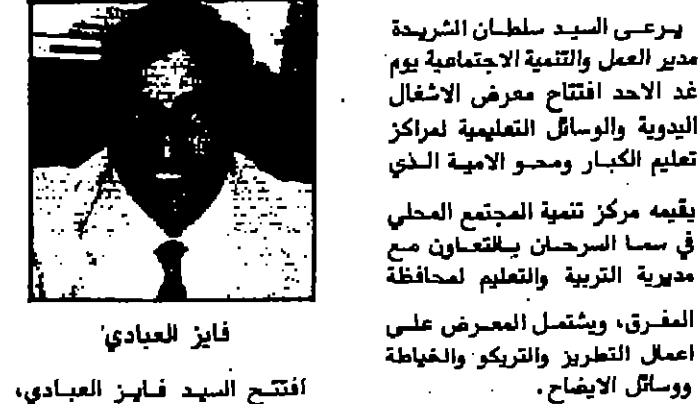 يرعى السيد سلطان الشريدة
مدير العمل والتنمية الاجتماعية يوم
غد الاحد افتتاح معرض الاشغال
اليدوية والوسائل التعليمية لمراكز
تعليم الكبار ومحو الامية الذي
يقيمه مركز تنمية المجتمع المحلي
في سما السرحان بالتعاون مع
مديرية التربية والتعليم لمحافظة
المفرق، ويشتمل المعرض على
اعمال التطريز والتريكو والخياطة
ووسائل الايضاح.
فايز العبادي
افتتح السيد فايز العبادي،